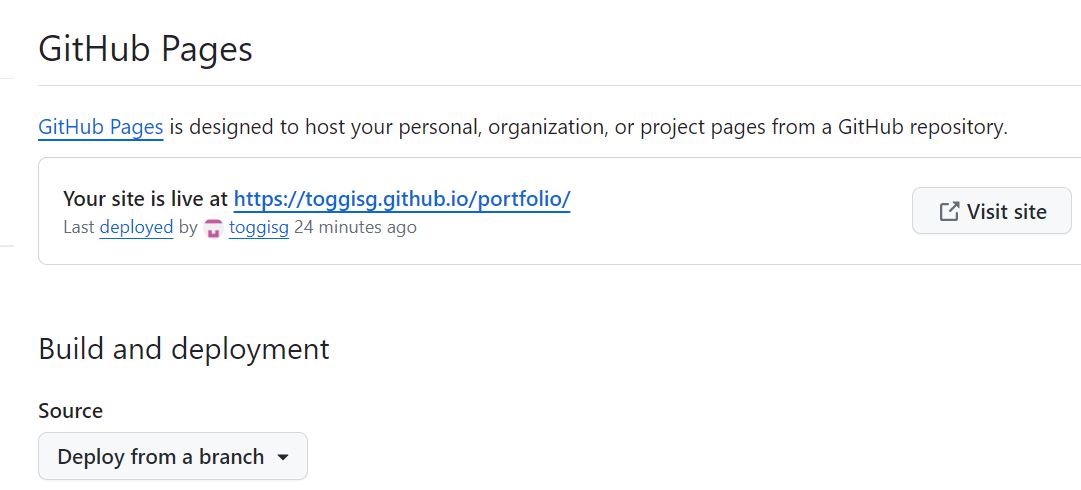 GitHub Pages
GitHub Pages is designed to host your personal, organization, or project pages from a GitHub repository.
Your site is live at https://toggisg.github.io/portfolio/
Last deployed by toggisg 24 minutes ago
Visit site
Build and deployment
Source
Deploy from a branch